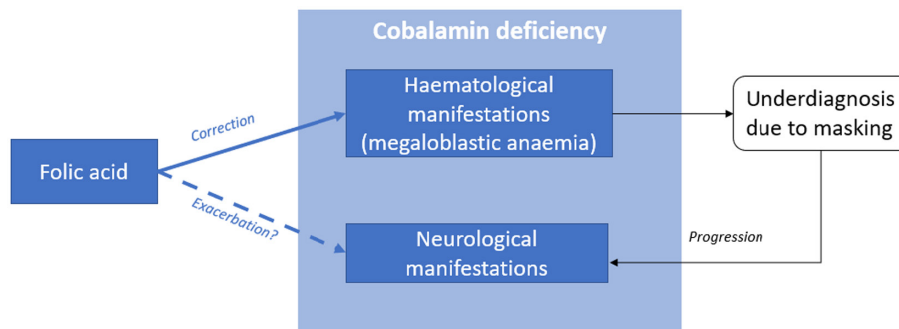 Cobalamin deficiency
Haematological
manifestations
(megaloblastic anaemia)
Underdiagnosis
due to masking
Correction
Folic acid
Exacerbation?
Neurological
manifestations
Progression